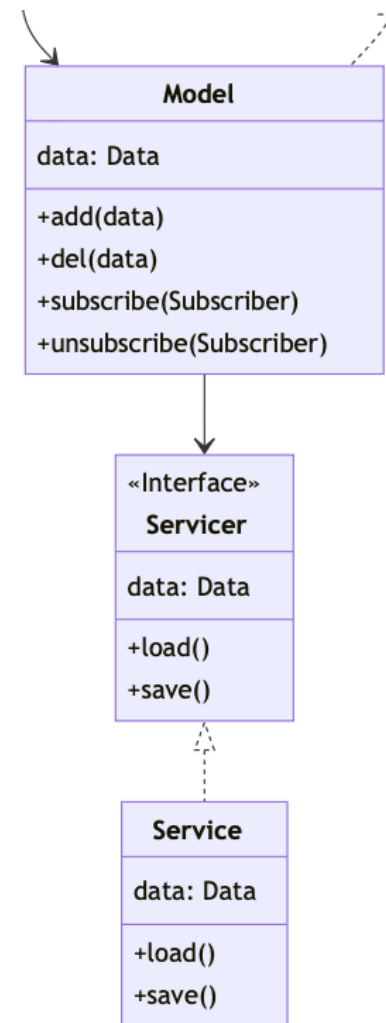 Model
data: Data
+add(data)
+del(data)
+subscribe(Subscriber)
+unsubscribe(Subscriber)
«Interface»
Servicer
data: Data
+load()
+save()
Service
data: Data
+load()
+save()